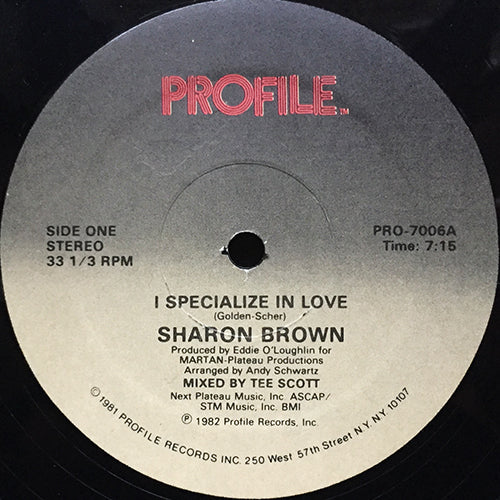 PROFILE™
SIDE ONE
STEREO
33 1/3 RPM
PRO-7006A
Time: 7:15
I SPECIALIZE IN LOVE
(Golden-Scher)
SHARON BROWN
Produced by Eddie O'Loughlin for
MARTAN-Plateau Productions
Arranged by Andy Schwartz
MIXED BY TEE SCOTT
Next Plateau Music, Inc. ASCAP/
STM Music, Inc. BMI
℗ 1982 Profile Records, Inc.
©1981 PROFILE RECORDS INC. 250 West 57th Street N.Y. N.Y. 10107